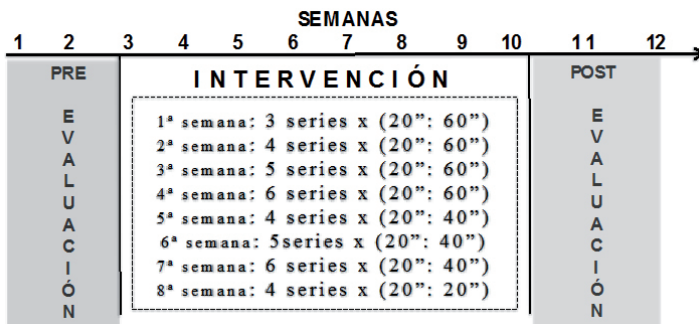 SEMANAS
1 2 3 4 5 6 7 8 9 10 11 12
PRE
EVALUACIÓN
INTERVENCIÓN
1ª semana: 3 series x (20”: 60”)
2ª semana: 4 series x (20”: 60”)
3ª semana: 5 series x (20”: 60”)
4ª semana: 6 series x (20”: 60”)
5ª semana: 4 series x (20”: 40”)
6ª semana: 5series x (20”: 40”)
7ª semana: 6 series x (20”: 40”)
8ª semana: 4 series x (20”: 20”)
POST
EVALUACIÓN